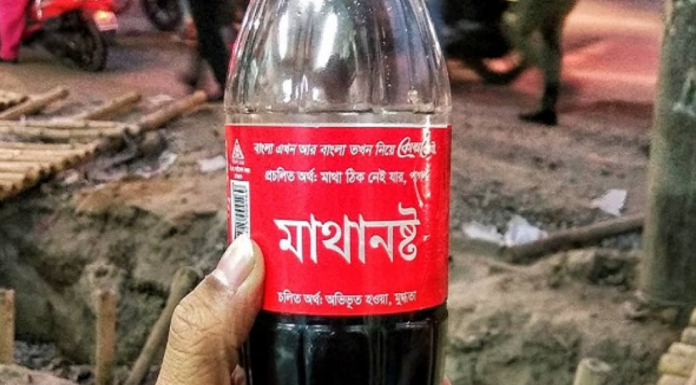 বাংলা এখন আর বাংলা তখন নিয়ে
প্রচলিত অর্থ: মাথা ঠিক নেই যার,
মাথানষ্ট
চলিত অর্থ: অভিভূত হওয়া, মুগ্ধতা